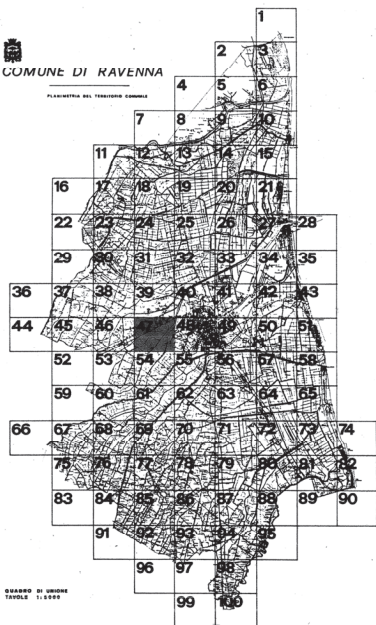 1
2 3
COMUNE DI RAVENNA
4 5 6
PLANIMETRIA DEL TERRITORIO COMUNALE
7 8 9 10
11 12 13 14 15
16 17 18 19 20 21
22 23 24 25 26 27 28
29 30 31 32 33 34 35
36 37 38 39 40 41 42 43
44 45 46 47 48 49 50 51
52 53 54 55 56 57 58
59 60 61 62 63 64 65
66 67 68 69 70 71 72 73 74
75 76 77 78 79 80 81 82
83 84 85 86 87 88 89 90
91 92 93 94 95
96 97 98
QUADRO DI UNIONE
TAVOLE 1:5000
99 100